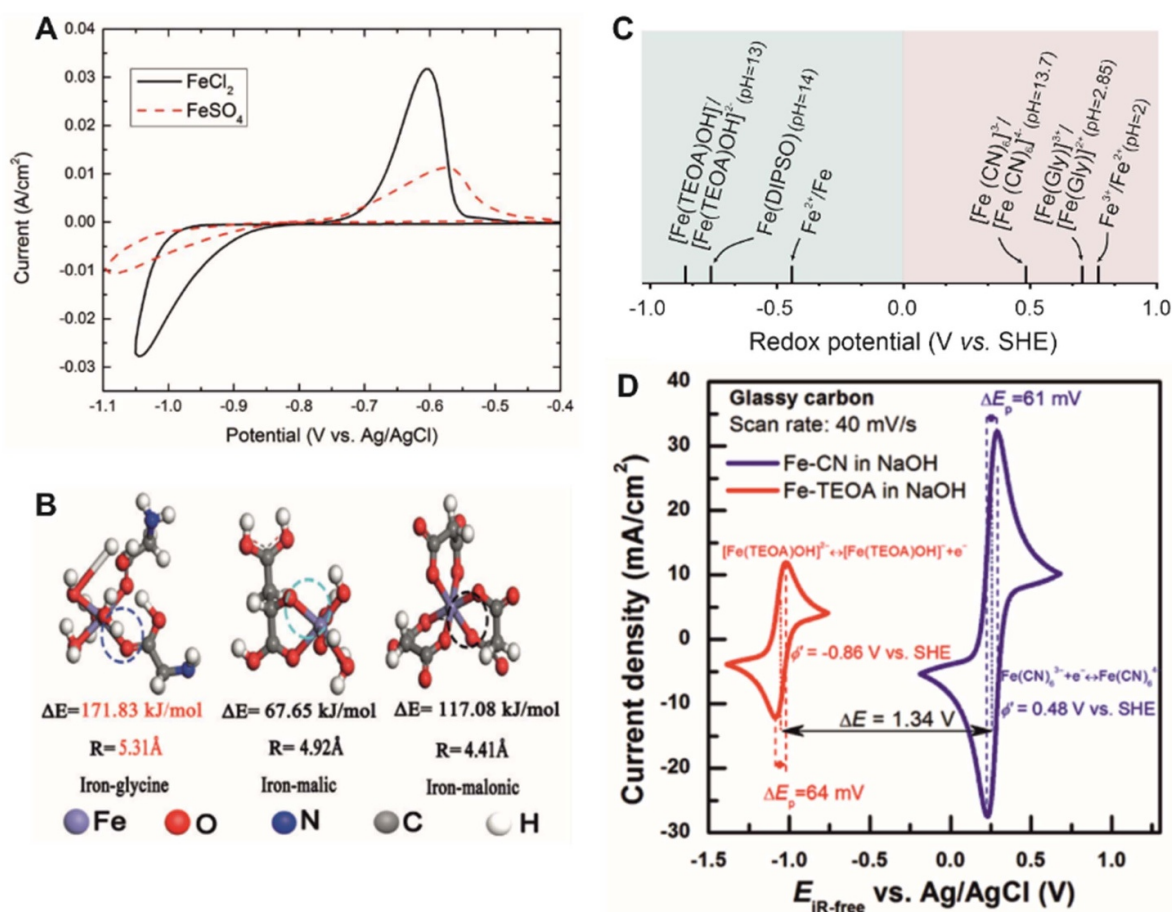 A
0.04
0.03
0.02
0.01
0.00
-0.01
-0.02
-0.03
Current (A/cm²)
FeCl₂
FeSO₄
-1.1 -1.0 -0.9 -0.8 -0.7 -0.6 -0.5 -0.4
Potential (V vs. Ag/AgCl)
B
ΔE=171.83 kJ/mol
R= 5.31Å
Iron-glycine
ΔE= 67.65 kJ/mol
R= 4.92Å
Iron-malic
ΔE= 117.08 kJ/mol
R= 4.41Å
Iron-malonic
Fe O N C H
C
[Fe(TEOA)OH]⁻/
[Fe(TEOA)OH]²⁻ (pH=13)
Fe(DIPSO) (pH=14)
Fe²⁺/Fe
[Fe (CN)₆]³⁻/
[Fe (CN)₆]⁴⁻ (pH=13.7)
[Fe(Gly)]³⁺/
[Fe(Gly)]²⁺ (pH=2.85)
Fe³⁺/Fe²⁺ (pH=2)
-1.0 -0.5 0.0 0.5 1.0
Redox potential (V vs. SHE)
D
40
30
20
10
0
-10
-20
-30
Current density (mA/cm²)
Glassy carbon
Scan rate: 40 mV/s
Fe-CN in NaOH
Fe-TEOA in NaOH
ΔEp=61 mV
[Fe(TEOA)OH]²⁻↔[Fe(TEOA)OH]⁻+e⁻
ϕ' = -0.86 V vs. SHE
Fe(CN)₆³⁻+e⁻↔Fe(CN)₆⁴
ϕ' = 0.48 V vs. SHE
ΔE = 1.34 V
ΔEp=64 mV
-1.5 -1.0 -0.5 0.0 0.5 1.0
EiR-free vs. Ag/AgCl (V)